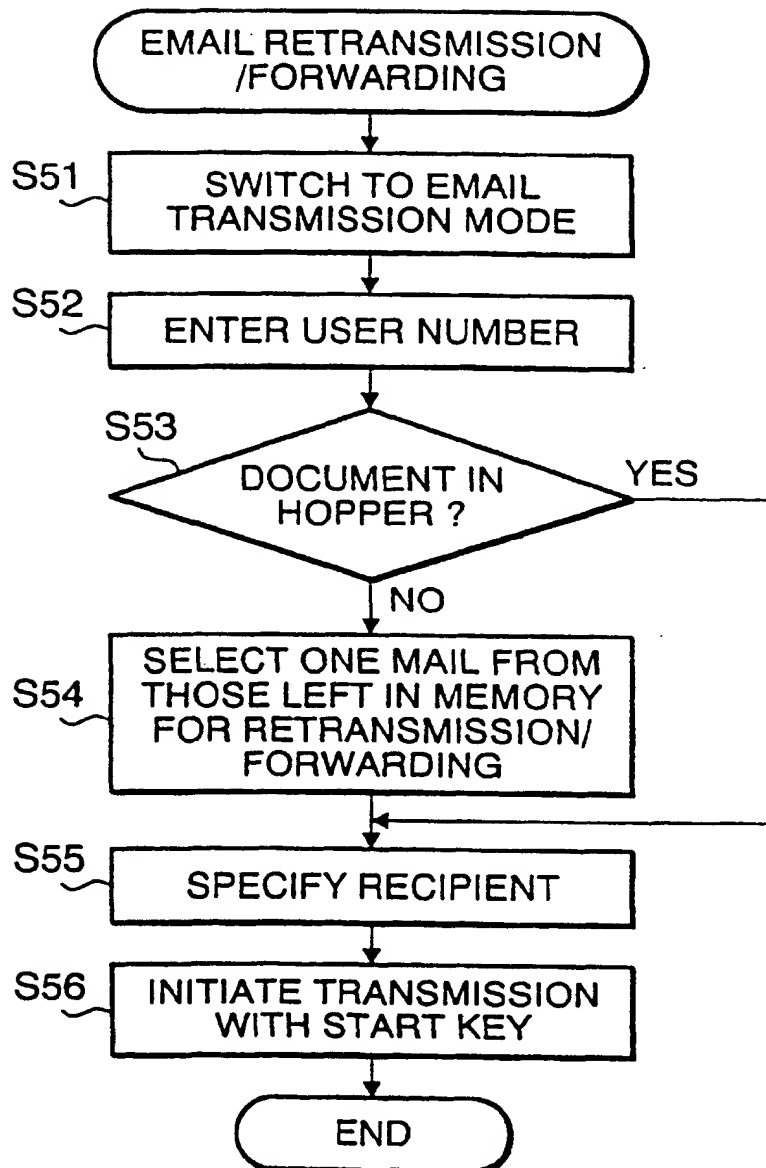 EMAIL RETRANSMISSION
/FORWARDING
S51
SWITCH TO EMAIL
TRANSMISSION MODE
S52
ENTER USER NUMBER
S53
DOCUMENT IN
HOPPER ?
YES
NO
S54
SELECT ONE MAIL FROM
THOSE LEFT IN MEMORY
FOR RETRANSMISSION/
FORWARDING
S55
SPECIFY RECIPIENT
S56
INITIATE TRANSMISSION
WITH START KEY
END